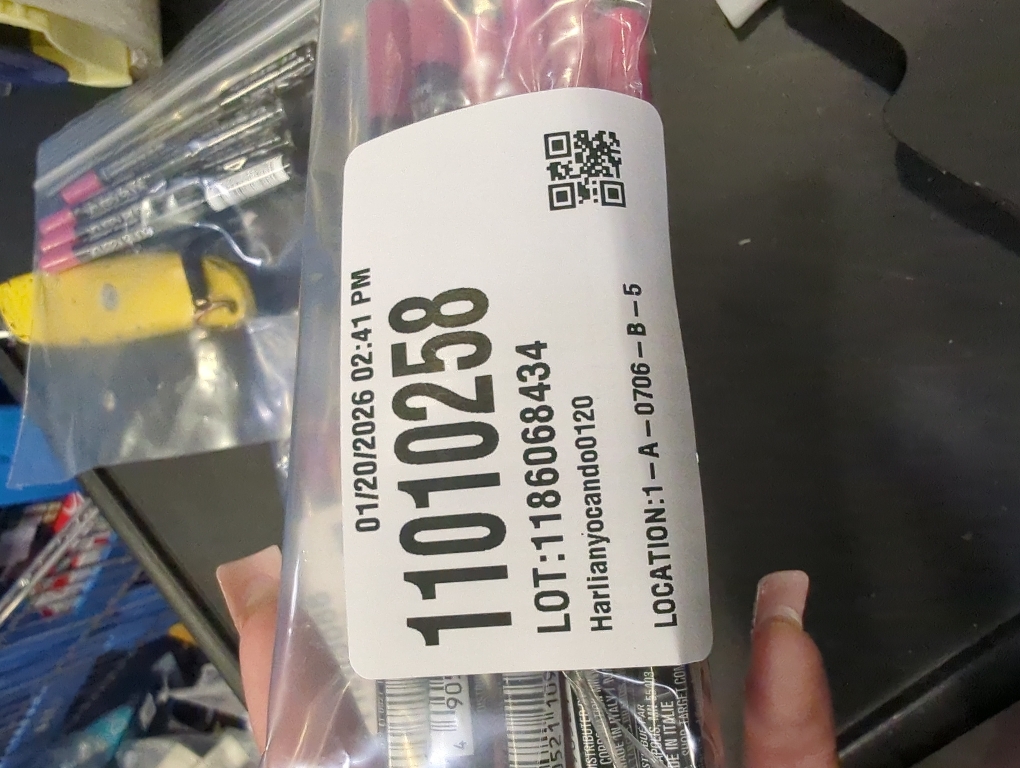 01/20/2026 02:41 PM
11010258
LOT:1186068434
Harlianyocando0120
LOCATION:1-A-0706-B-5